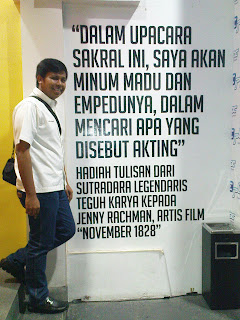 “DALAM UPACARA
SAKRAL INI, SAYA AKAN
MINUM MADU DAN
EMPEDUNYA, DALAM
MENCARI APA YANG
DISEBUT AKTING”
HADIAH TULISAN DARI
SUTRADARA LEGENDARIS
TEGUH KARYA KEPADA
JENNY RACHMAN, ARTIS FILM
“NOVEMBER 1828”